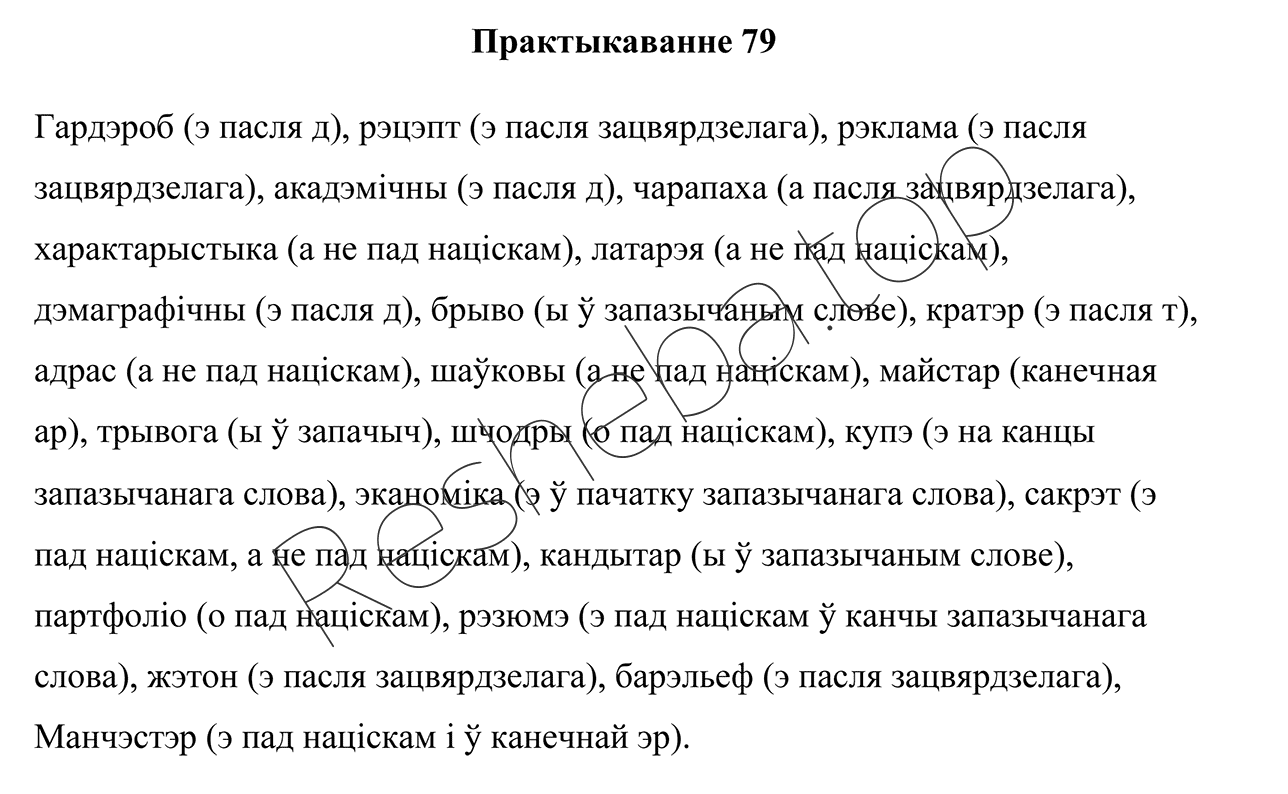 Практыкаванне 79
Гардэроб (э пасля д), рэцэпт (э пасля зацвярдзелага), рэклама (э пасля
зацвярдзелага), акадэмічны (э пасля д), чарапаха (а пасля зацвярдзелага),
характарыстыка (а не пад націскам), латарэя (а не пад націскам),
дэмаграфічны (э пасля д), брыво (ы ў запазычаным слове), кратэр (э пасля т),
адрас (а не пад націскам), шаўковы (а не пад націскам), майстар (канечная
ар), трывога (ы ў запачыч), шчодры (о пад націскам), купэ (э на канцы
запазычанага слова), эканоміка (э ў пачатку запазычанага слова), сакрэт (э
пад націскам, а не пад націскам), кандытар (ы ў запазычаным слове),
партфоліо (о пад націскам), рэзюмэ (э пад націскам ў канчы запазычанага
слова), жэтон (э пасля зацвярдзелага), барэльеф (э пасля зацвярдзелага),
Манчэстэр (э пад націскам і ў канечнай эр).
Resheba.top